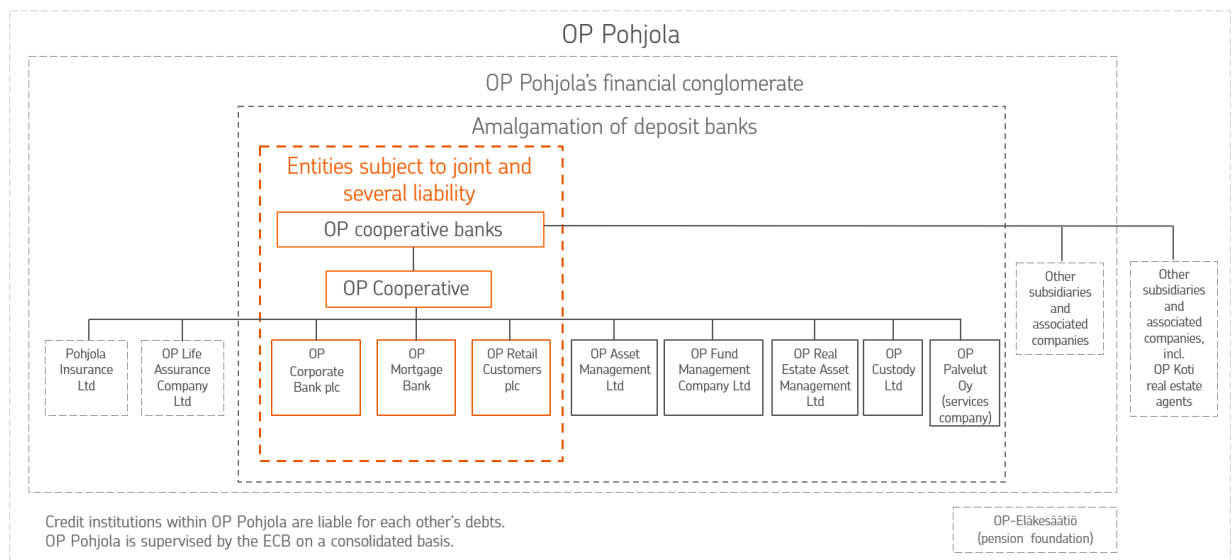 OP Pohjola
OP Pohjola's financial conglomerate
Amalgamation of deposit banks
Entities subject to joint and
several liability
OP cooperative banks
OP Cooperative
Pohjola
Insurance
Ltd
OP Life
Assurance
Company
Ltd
OP
Corporate
Bank plc
OP
Mortgage
Bank
OP Retail
Customers
plc
OP Asset
Management
Ltd
OP Fund
Management
Company Ltd
OP Real
Estate Asset
Management
Ltd
OP
Custody Ltd
OP
Palvelut
Oy
(services
company)
Other
subsidiaries
and
associated
companies
Other
subsidiaries
and
associated
companies,
incl.
OP Koti
real estate
agents
Credit institutions within OP Pohjola are liable for each other's debts.
OP Pohjola is supervised by the ECB on a consolidated basis.
OP-Eläkesäätiö
(pension foundation)